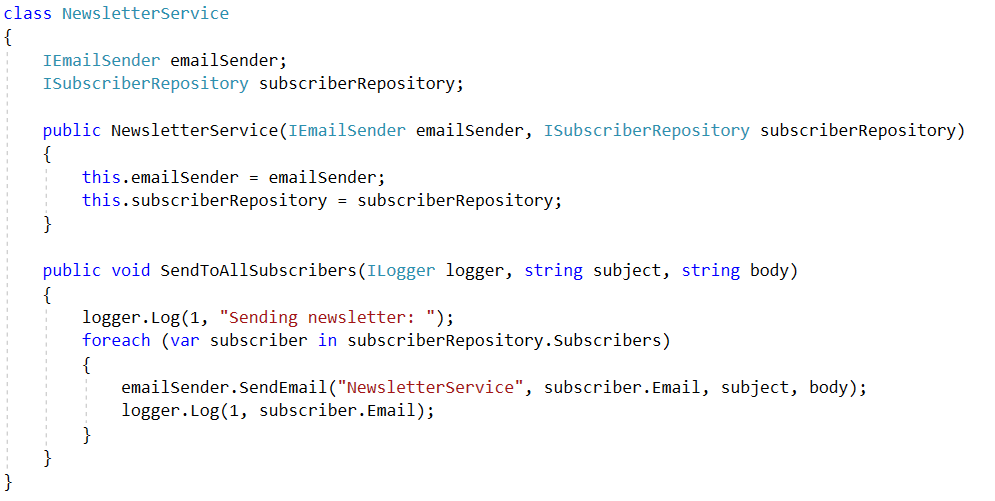 class NewsletterService
{
    IEmailSender emailSender;
    ISubscriberRepository subscriberRepository;

    public NewsletterService(IEmailSender emailSender, ISubscriberRepository subscriberRepository)
    {
        this.emailSender = emailSender;
        this.subscriberRepository = subscriberRepository;
    }

    public void SendToAllSubscribers(ILogger logger, string subject, string body)
    {
        logger.Log(1, "Sending newsletter: ");
        foreach (var subscriber in subscriberRepository.Subscribers)
        {
            emailSender.SendEmail("NewsletterService", subscriber.Email, subject, body);
            logger.Log(1, subscriber.Email);
        }
    }
}